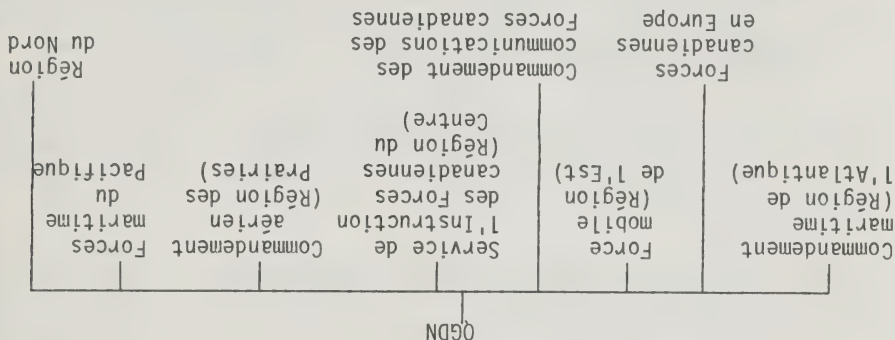 QGDN
Commandement
maritime
(Région de
l'Atlantique)
Forces
canadiennes
en Europe
Force
mobile
(Région
de l'Est)
Commandement des
communications des
Forces canadiennes
Service de
l'Instruction
des Forces
canadiennes
(Région du
Centre)
Commandement
aérien
(Région des
Prairies)
Forces
maritime
du
Pacifique
Région
du Nord